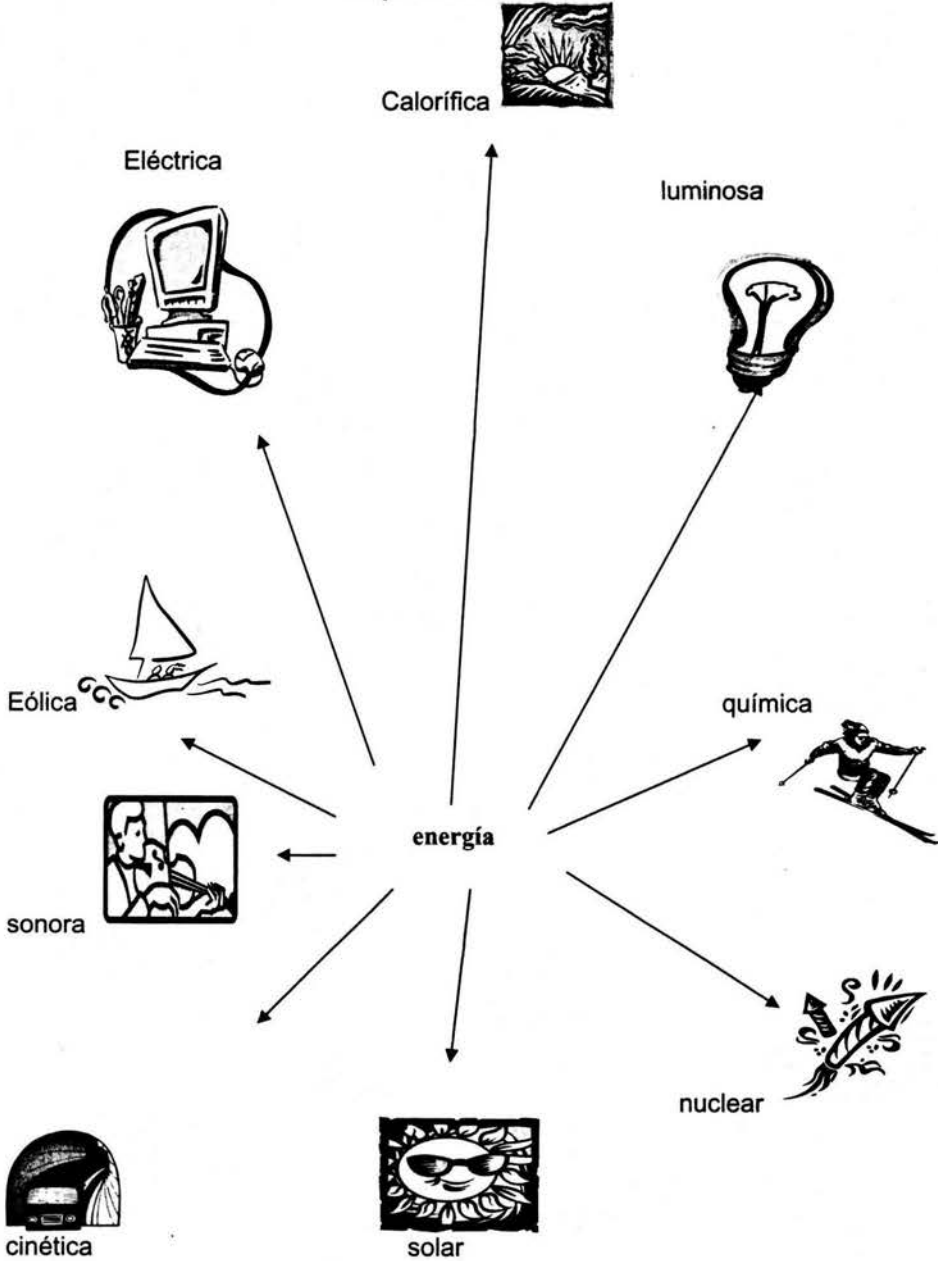 Calorífica
Eléctrica
luminosa
Eólica
química
energía
sonora
nuclear
cinética
solar